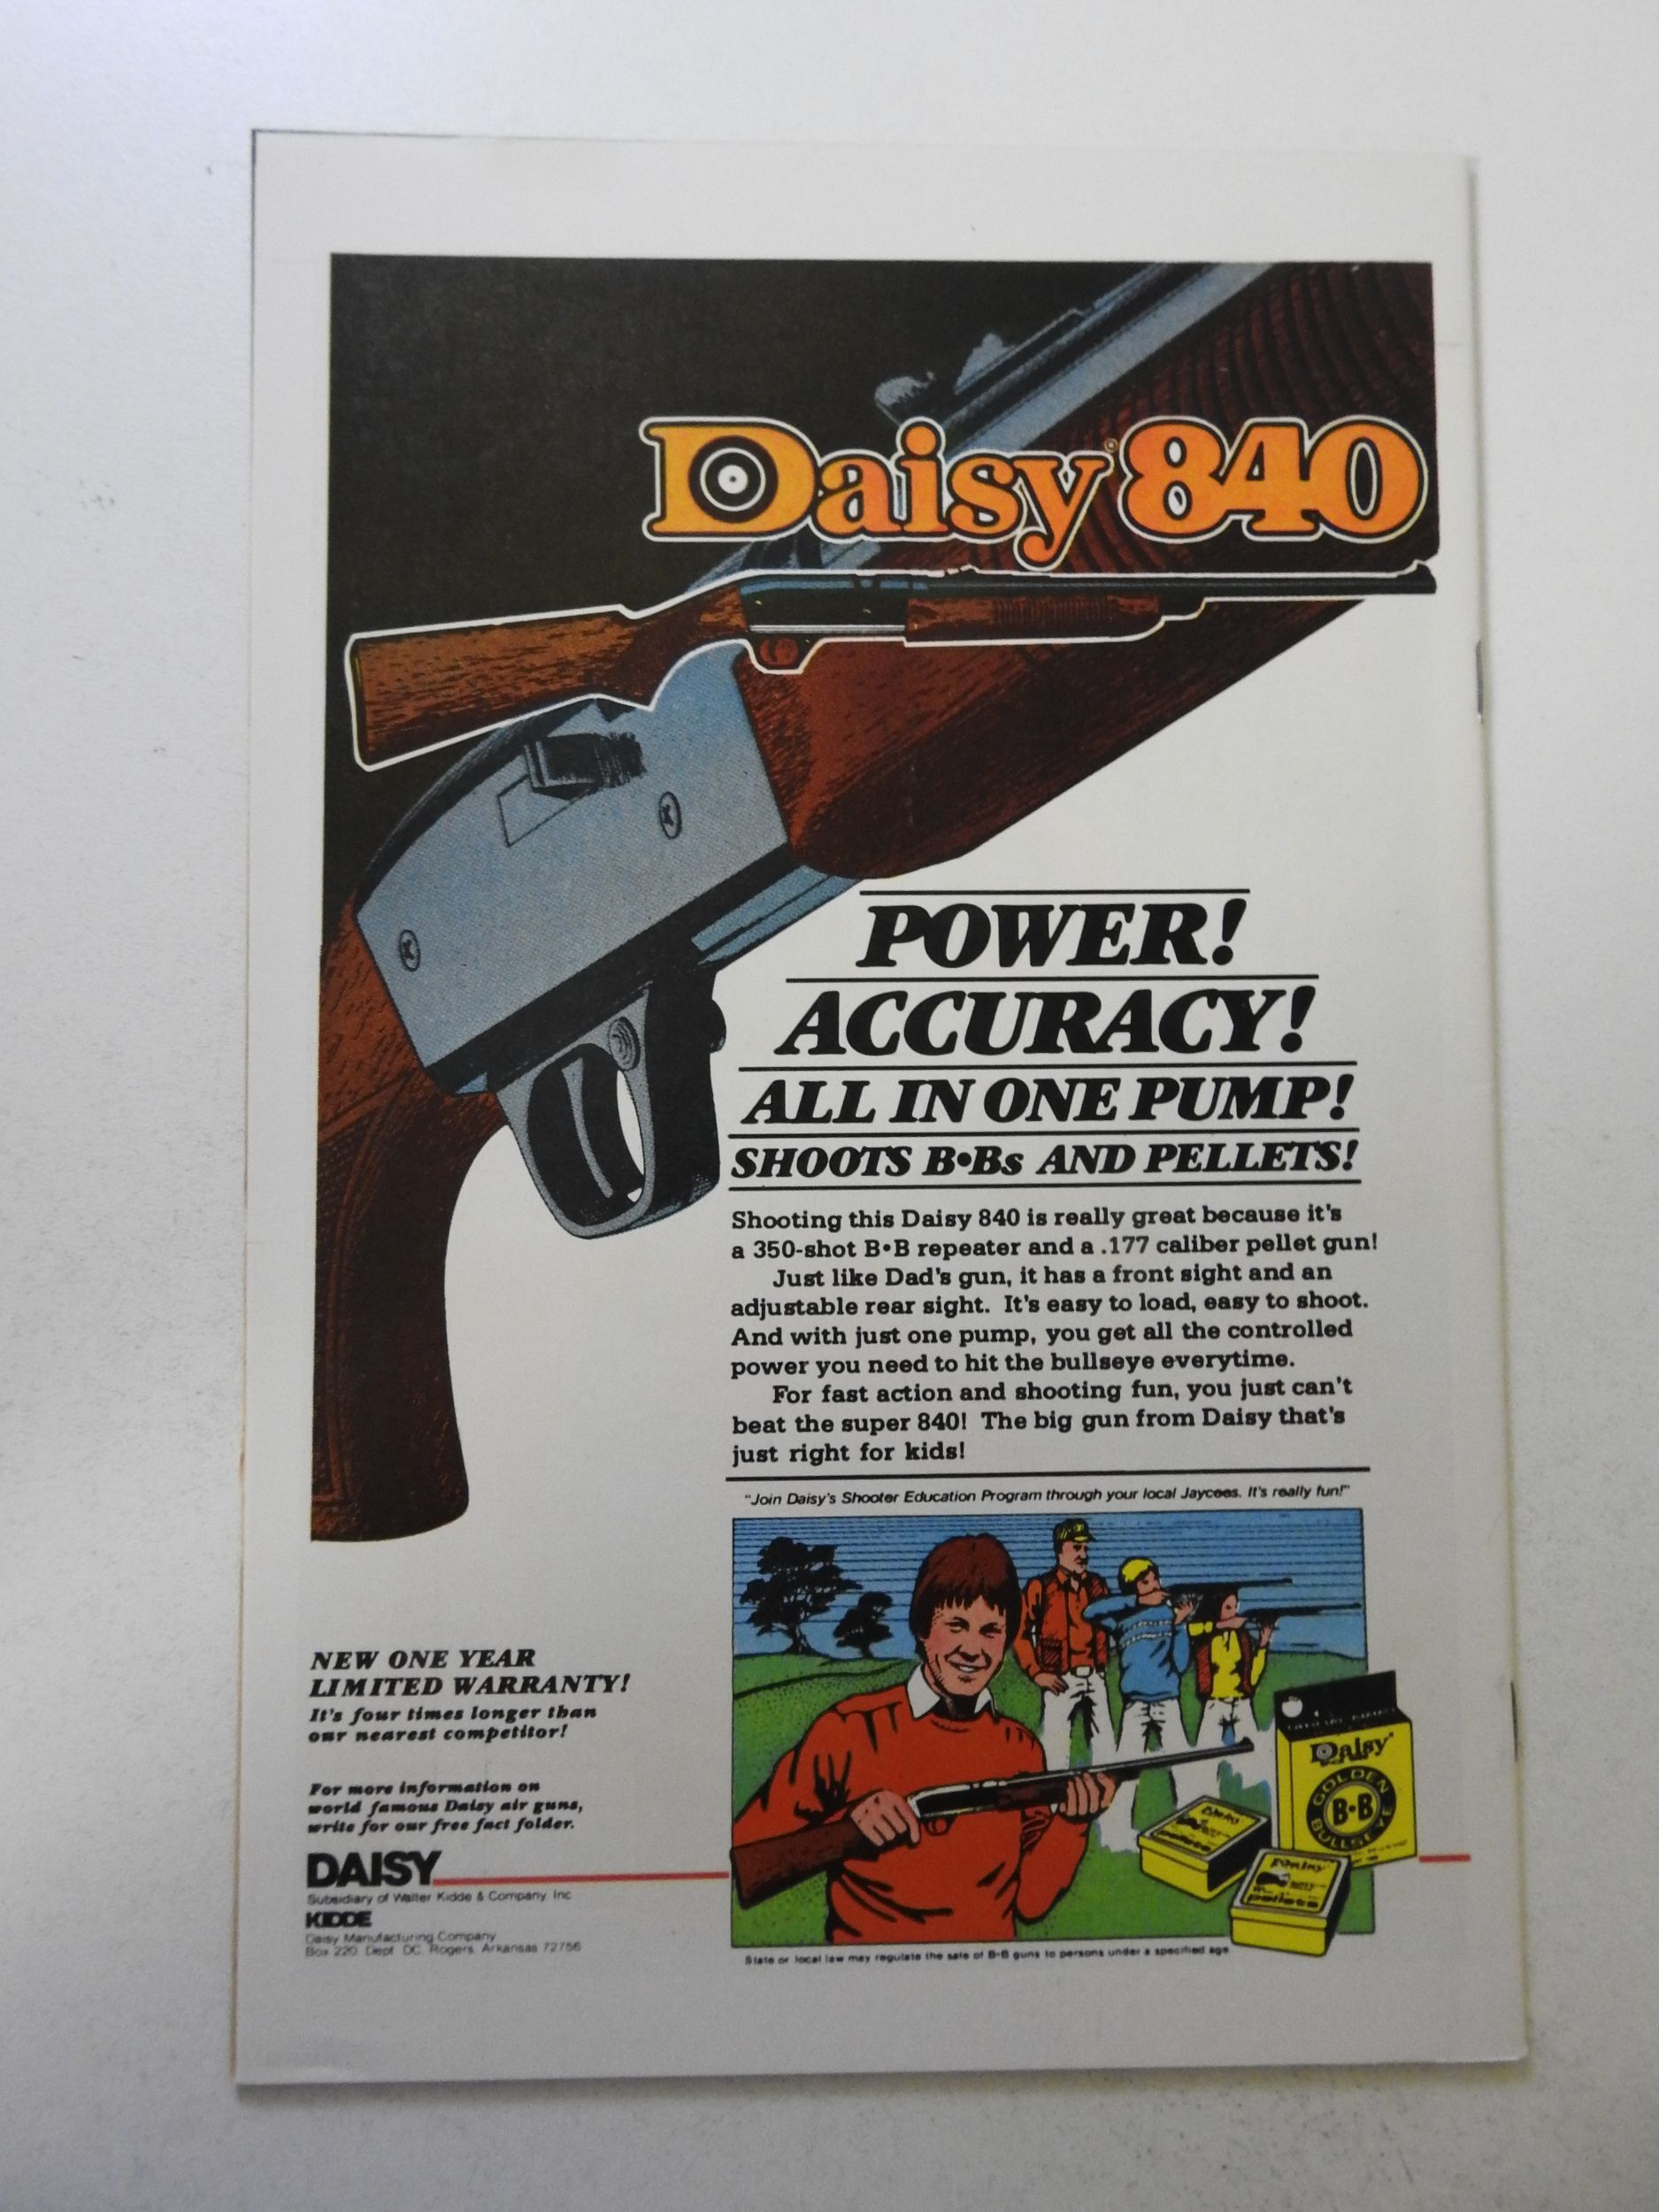 Daisy® 840
POWER!
ACCURACY!
ALL IN ONE PUMP!
SHOOTS B•Bs AND PELLETS!
Shooting this Daisy 840 is really great because it's
a 350-shot B•B repeater and a .177 caliber pellet gun!
Just like Dad's gun, it has a front sight and an
adjustable rear sight. It's easy to load, easy to shoot.
And with just one pump, you get all the controlled
power you need to hit the bullseye everytime.
For fast action and shooting fun, you just can't
beat the super 840! The big gun from Daisy that's
just right for kids!
"Join Daisy's Shooter Education Program through your local Jaycees. It's really fun!"
NEW ONE YEAR
LIMITED WARRANTY!
It's four times longer than
our nearest competitor!
For more information on
world famous Daisy air guns,
write for our free fact folder.
DAISY
Subsidiary of Walter Kidde & Company, Inc
KIDDE
Daisy Manufacturing Company
Box 220, Dept. DC, Rogers, Arkansas 72756
Daisy
GOLDEN
B•B
BULLSEYE
pellets
Daisy
pellets
State or local law may regulate the sale of B•B guns to persons under a specified age.